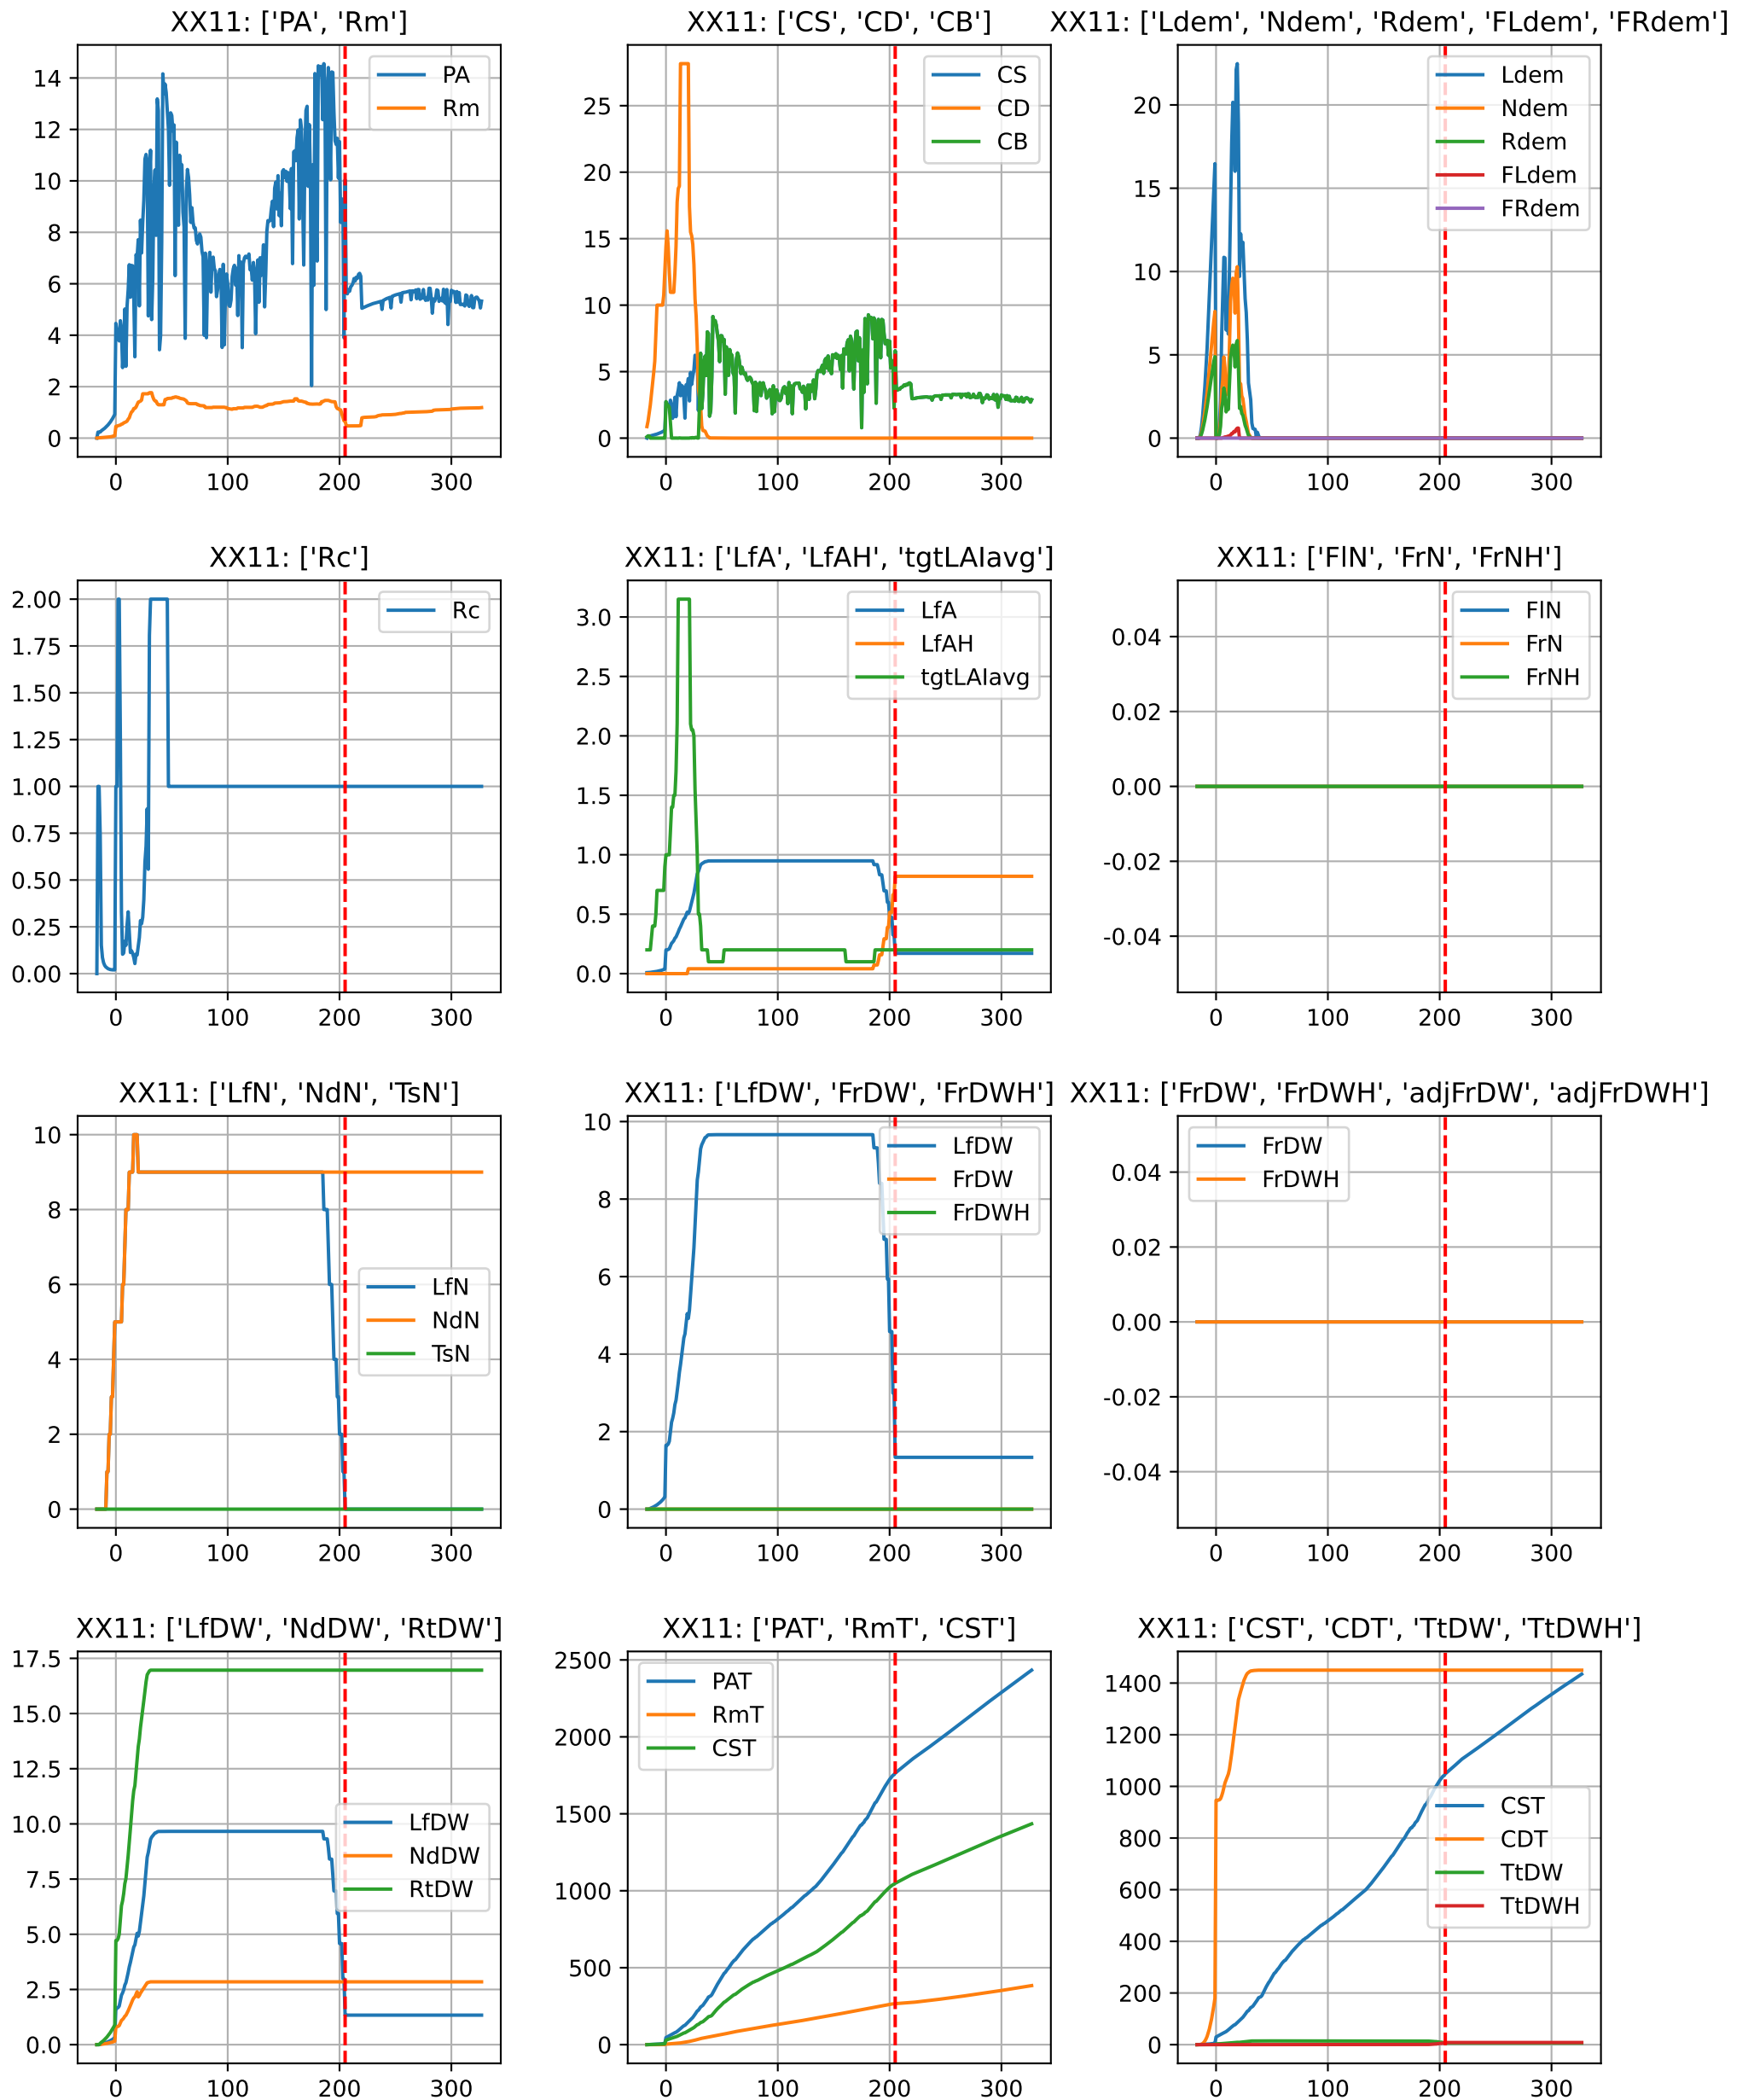 XX11: ['PA', 'Rm']
14
12
10
8
6
4
2
0
0 100 200 300
PA
Rm
XX11: ['CS', 'CD', 'CB']
25
20
15
10
5
0
0 100 200 300
CS
CD
CB
XX11: ['Ldem', 'Ndem', 'Rdem', 'FLdem', 'FRdem']
20
15
10
5
0
0 100 200 300
Ldem
Ndem
Rdem
FLdem
FRdem
XX11: ['Rc']
2.00
1.75
1.50
1.25
1.00
0.75
0.50
0.25
0.00
0 100 200 300
Rc
XX11: ['LfA', 'LfAH', 'tgtLAIavg']
3.0
2.5
2.0
1.5
1.0
0.5
0.0
0 100 200 300
LfA
LfAH
tgtLAIavg
XX11: ['FlN', 'FrN', 'FrNH']
0.04
0.02
0.00
-0.02
-0.04
0 100 200 300
FlN
FrN
FrNH
XX11: ['LfN', 'NdN', 'TsN']
10
8
6
4
2
0
0 100 200 300
LfN
NdN
TsN
XX11: ['LfDW', 'FrDW', 'FrDWH']
10
8
6
4
2
0
0 100 200 300
LfDW
FrDW
FrDWH
XX11: ['FrDW', 'FrDWH', 'adjFrDW', 'adjFrDWH']
0.04
0.02
0.00
-0.02
-0.04
0 100 200 300
FrDW
FrDWH
XX11: ['LfDW', 'NdDW', 'RtDW']
17.5
15.0
12.5
10.0
7.5
5.0
2.5
0.0
0 100 200 300
LfDW
NdDW
RtDW
XX11: ['PAT', 'RmT', 'CST']
2500
2000
1500
1000
500
0
0 100 200 300
PAT
RmT
CST
XX11: ['CST', 'CDT', 'TtDW', 'TtDWH']
1400
1200
1000
800
600
400
200
0
0 100 200 300
CST
CDT
TtDW
TtDWH